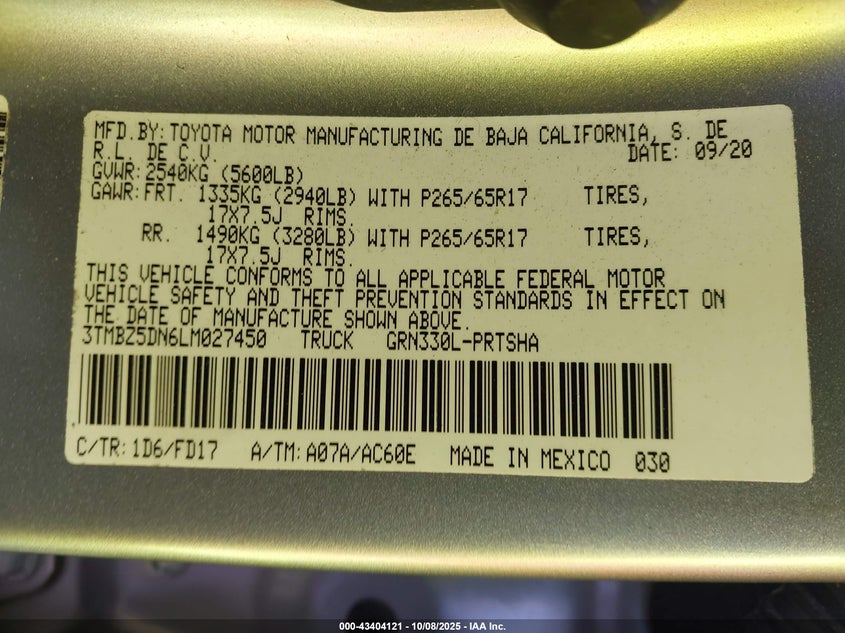 MFD.BY:TOYOTA MOTOR MANUFACTURING DE BAJA CALIFORNIA, S. DE
R.L. DE C.V. DATE: 09/20
GVWR:2540KG (5600LB)
GAWR:FRT. 1335KG (2940LB) WITH P265/65R17 TIRES,
17X7.5J RIMS.
RR. 1490KG (3280LB) WITH P265/65R17 TIRES,
17X7.5J RIMS.
THIS VEHICLE CONFORMS TO ALL APPLICABLE FEDERAL MOTOR
VEHICLE SAFETY AND THEFT PREVENTION STANDARDS IN EFFECT ON
THE DATE OF MANUFACTURE SHOWN ABOVE.
3TMBZ5DN6LM027450 TRUCK GRN330L-PRTSHA
C/TR:1D6/FD17 A/TM:A07A/AC60E MADE IN MEXICO 030
000-43404121 - 10/08/2025 - IAA Inc.